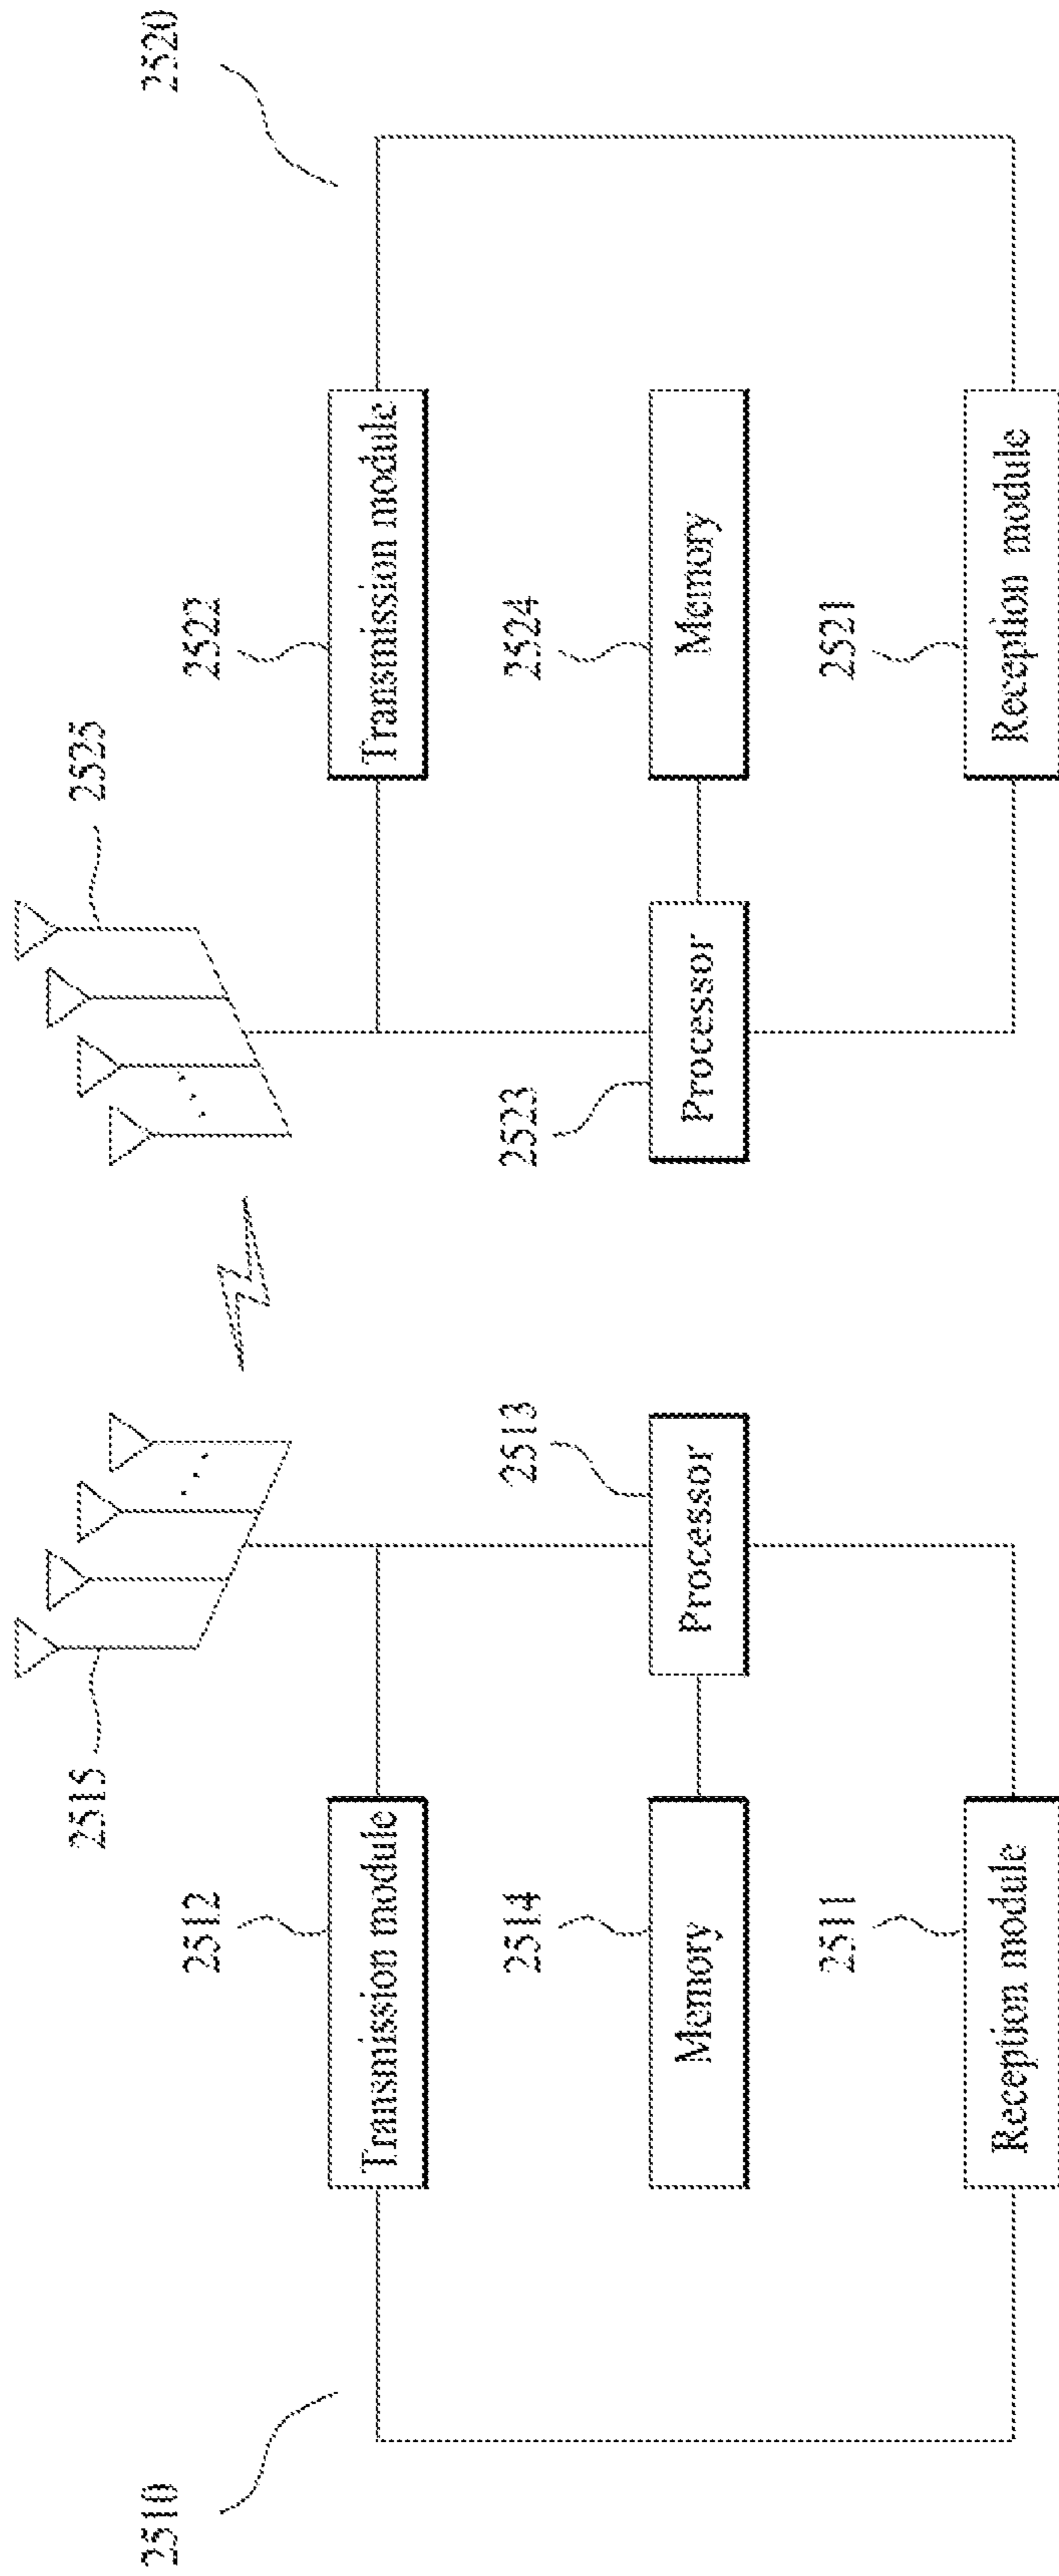 2515
2525
2510
2520
2512
2522
Transmission module
Transmission module
2514
2513
2523
2524
Memory
Processor
Processor
Memory
2511
2521
Reception module
Reception module